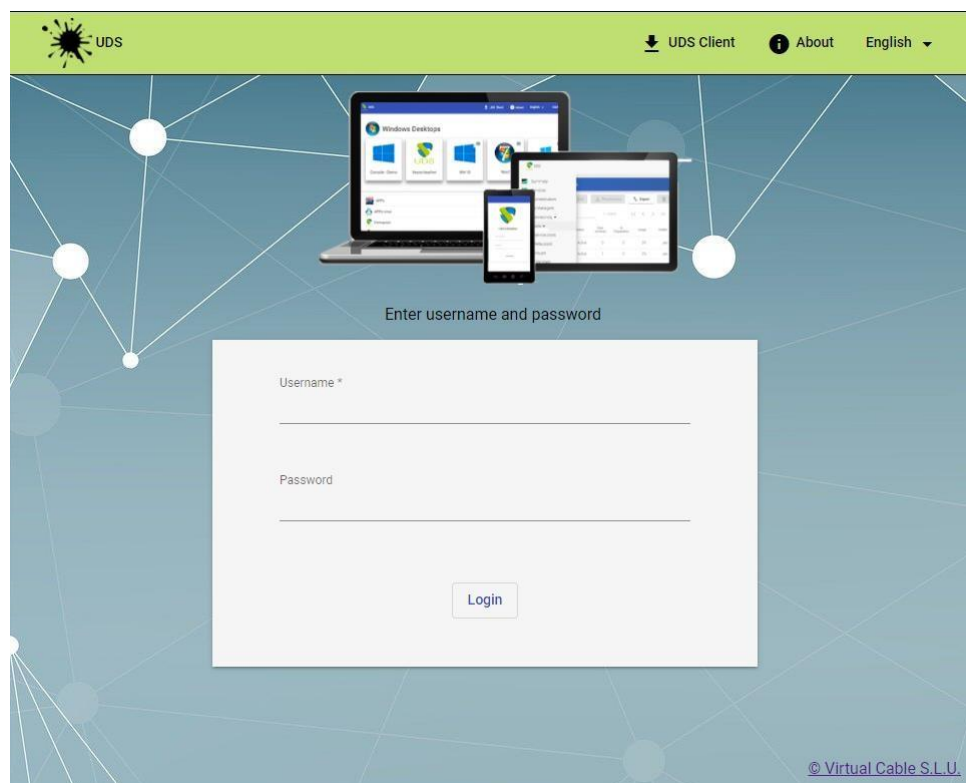 UDS
UDS Client
About
English
Windows Desktops
Enter username and password
Username *
Password
Login
© Virtual Cable S.L.U.